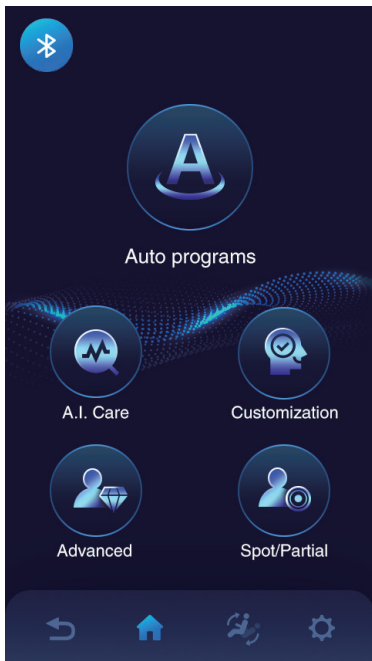 A
Auto programs
A.I. Care
Customization
Advanced
Spot/Partial